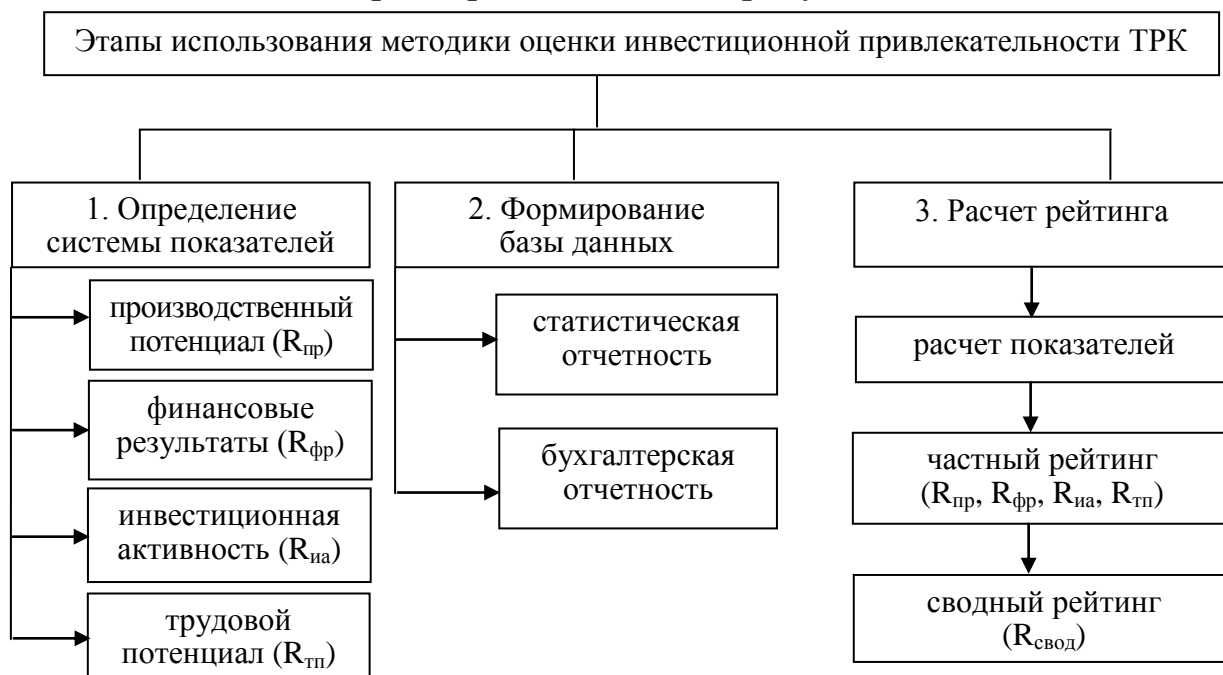 Этапы использования методики оценки инвестиционной привлекательности ТРК
1. Определение
системы показателей
производственный
потенциал (Rпр)
финансовые
результаты (Rфр)
инвестиционная
активность (Rиа)
трудовой
потенциал (Rтп)
2. Формирование
базы данных
статистическая
отчетность
бухгалтерская
отчетность
3. Расчет рейтинга
расчет показателей
частный рейтинг
(Rпр, Rфр, Rиа, Rтп)
сводный рейтинг
(Rсвод)